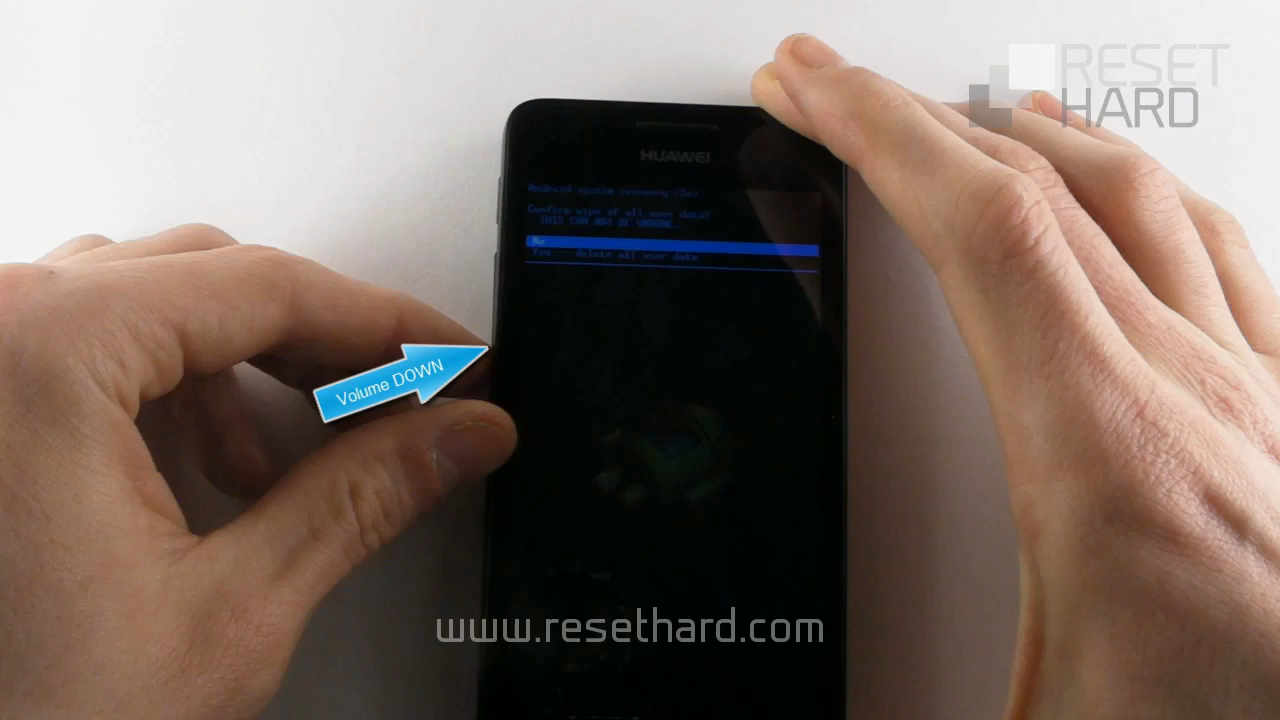 RESET
HARD
HUAWEI
Android system recovery <3e>
Confirm wipe of all user data?
THIS CAN NOT BE UNDONE.
No
Yes -- delete all user data
Volume DOWN
www.resethard.com